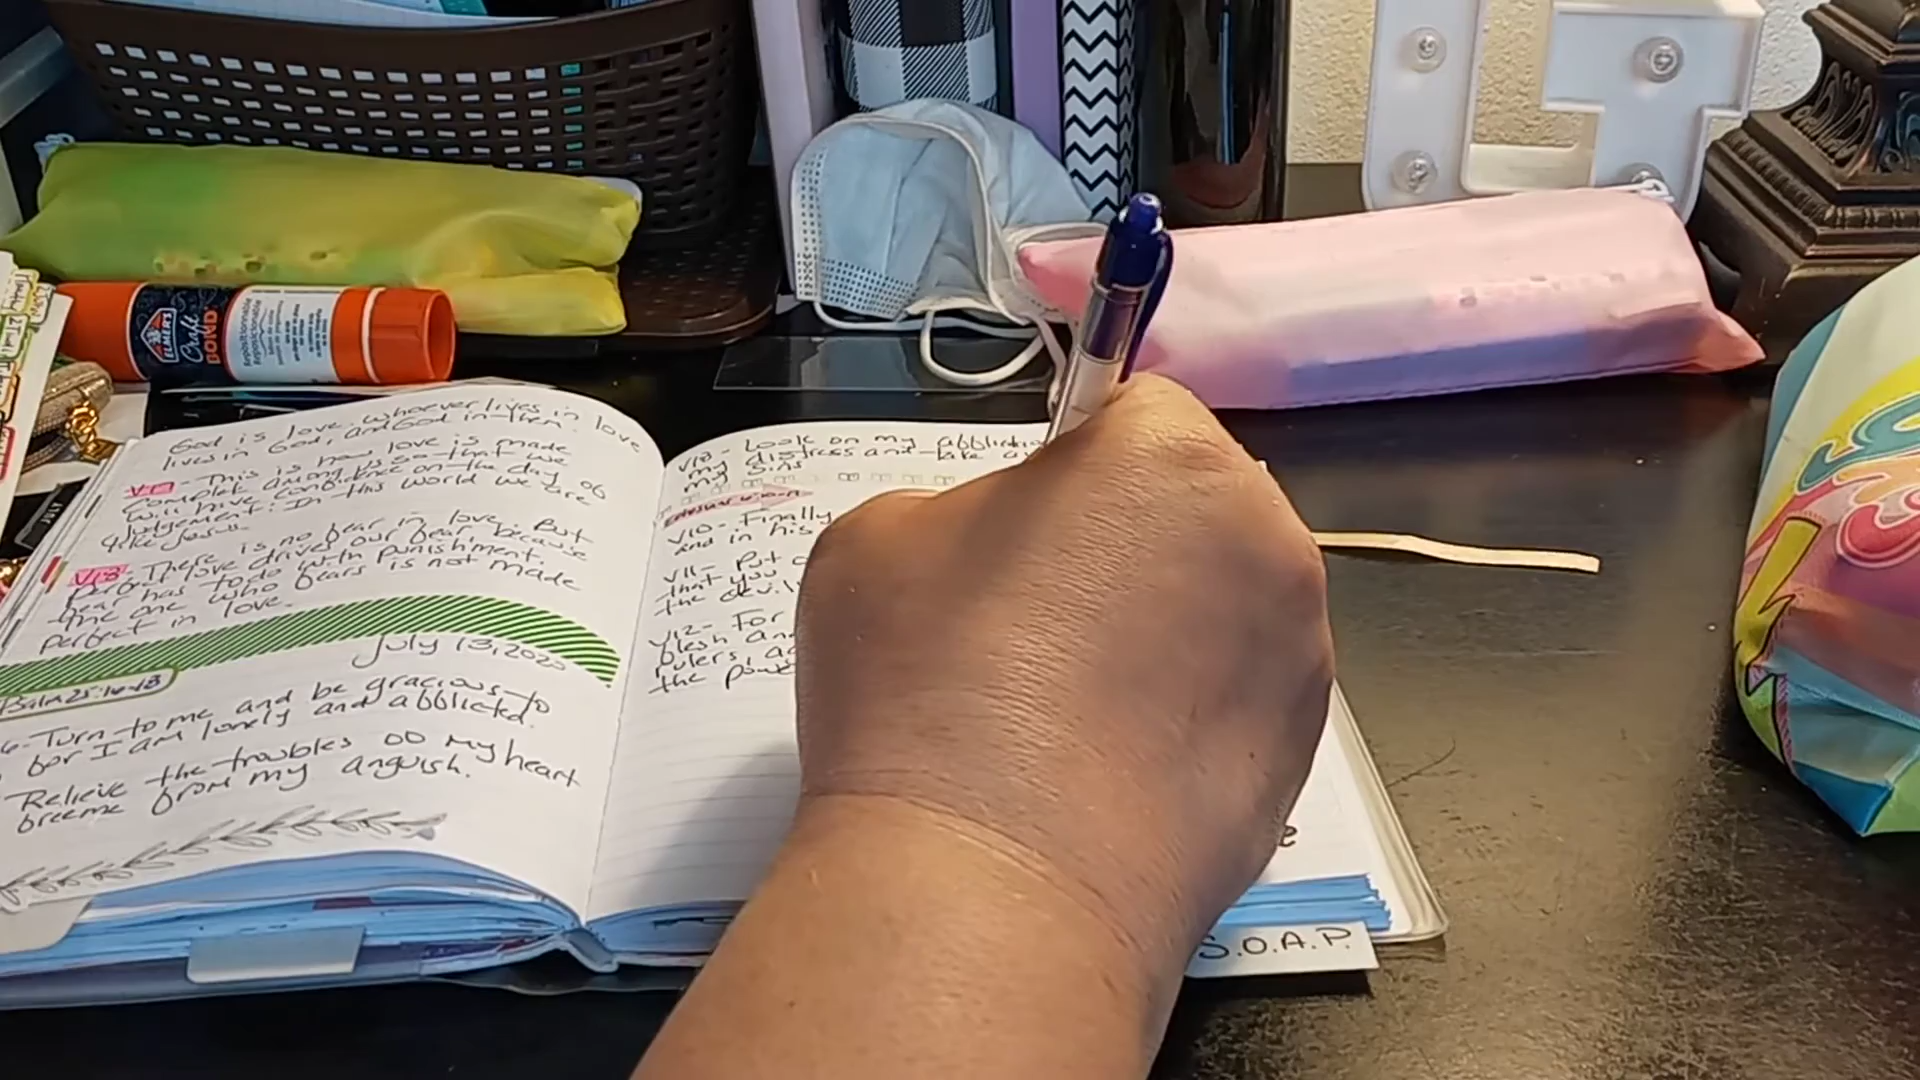 God is love. whoever lives in love
lives in God, and God in them.
V17 - This is how love is made
complet among us so that we
will have confidence on the day of
judgement: In this world we are
like Jesus.
V18 - There is no fear in love. But
perfect love drives our fear, because
fear has to do with punishment.
the one who fears is not made
perfect in love.
July 13, 2020
Psalm 25:16-18
6- Turn to me and be gracious to
for I am lonely and afflicted.
Relieve the troubles of my heart
free me from my anguish.
V18 - Look on my affliction
my distress and take
my sins
V10 - Finally
and in his
V11 - Put
that you
the devil
V12 - For
flesh and
rulers,
the power
S.O.A.P.
ELMER'S
Craft
BOND
Repositionnable